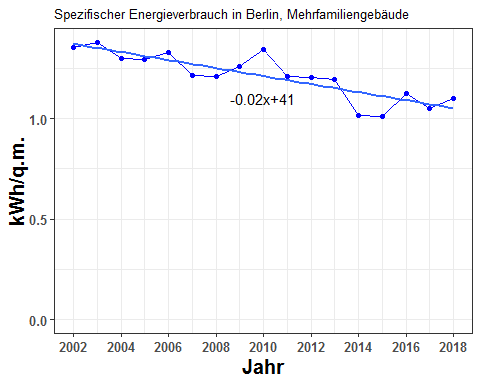 Spezifischer Energieverbrauch in Berlin, Mehrfamiliengebäude
kWh/q.m.
1.0
0.5
0.0
-0.02x+41
2002 2004 2006 2008 2010 2012 2014 2016 2018
Jahr